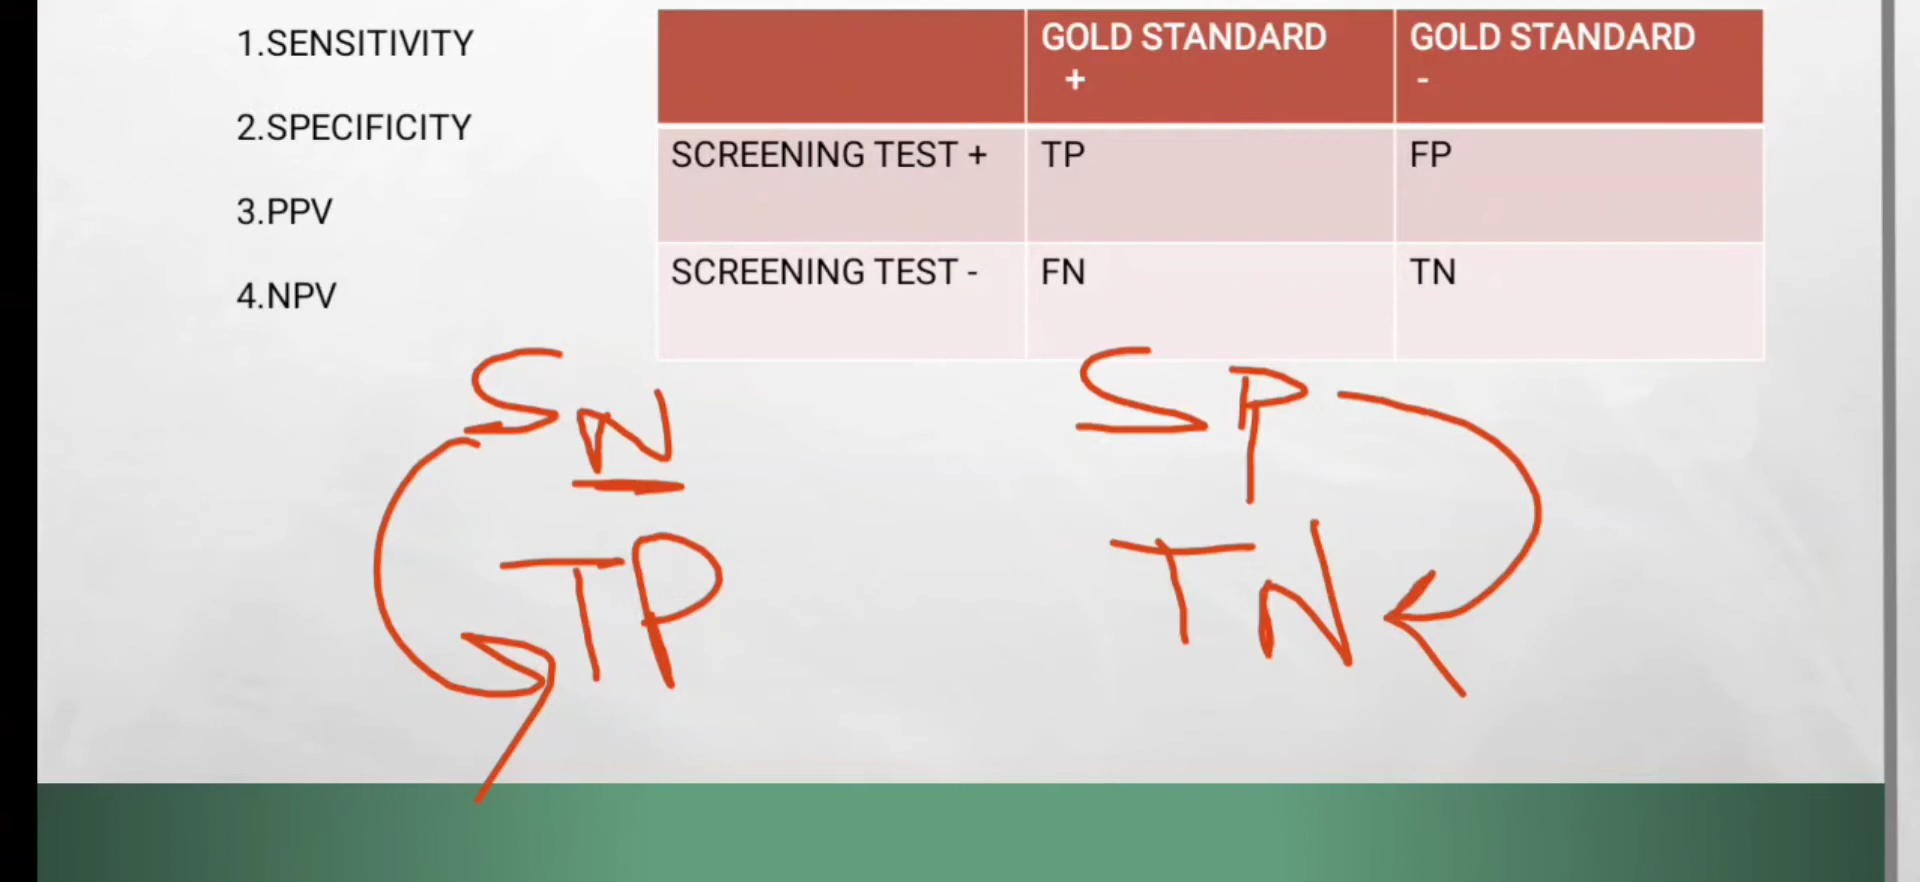 1.SENSITIVITY
2.SPECIFICITY
3.PPV
4.NPV
GOLD STANDARD + GOLD STANDARD -
SCREENING TEST + TP FP
SCREENING TEST - FN TN
SN SP
TP TN